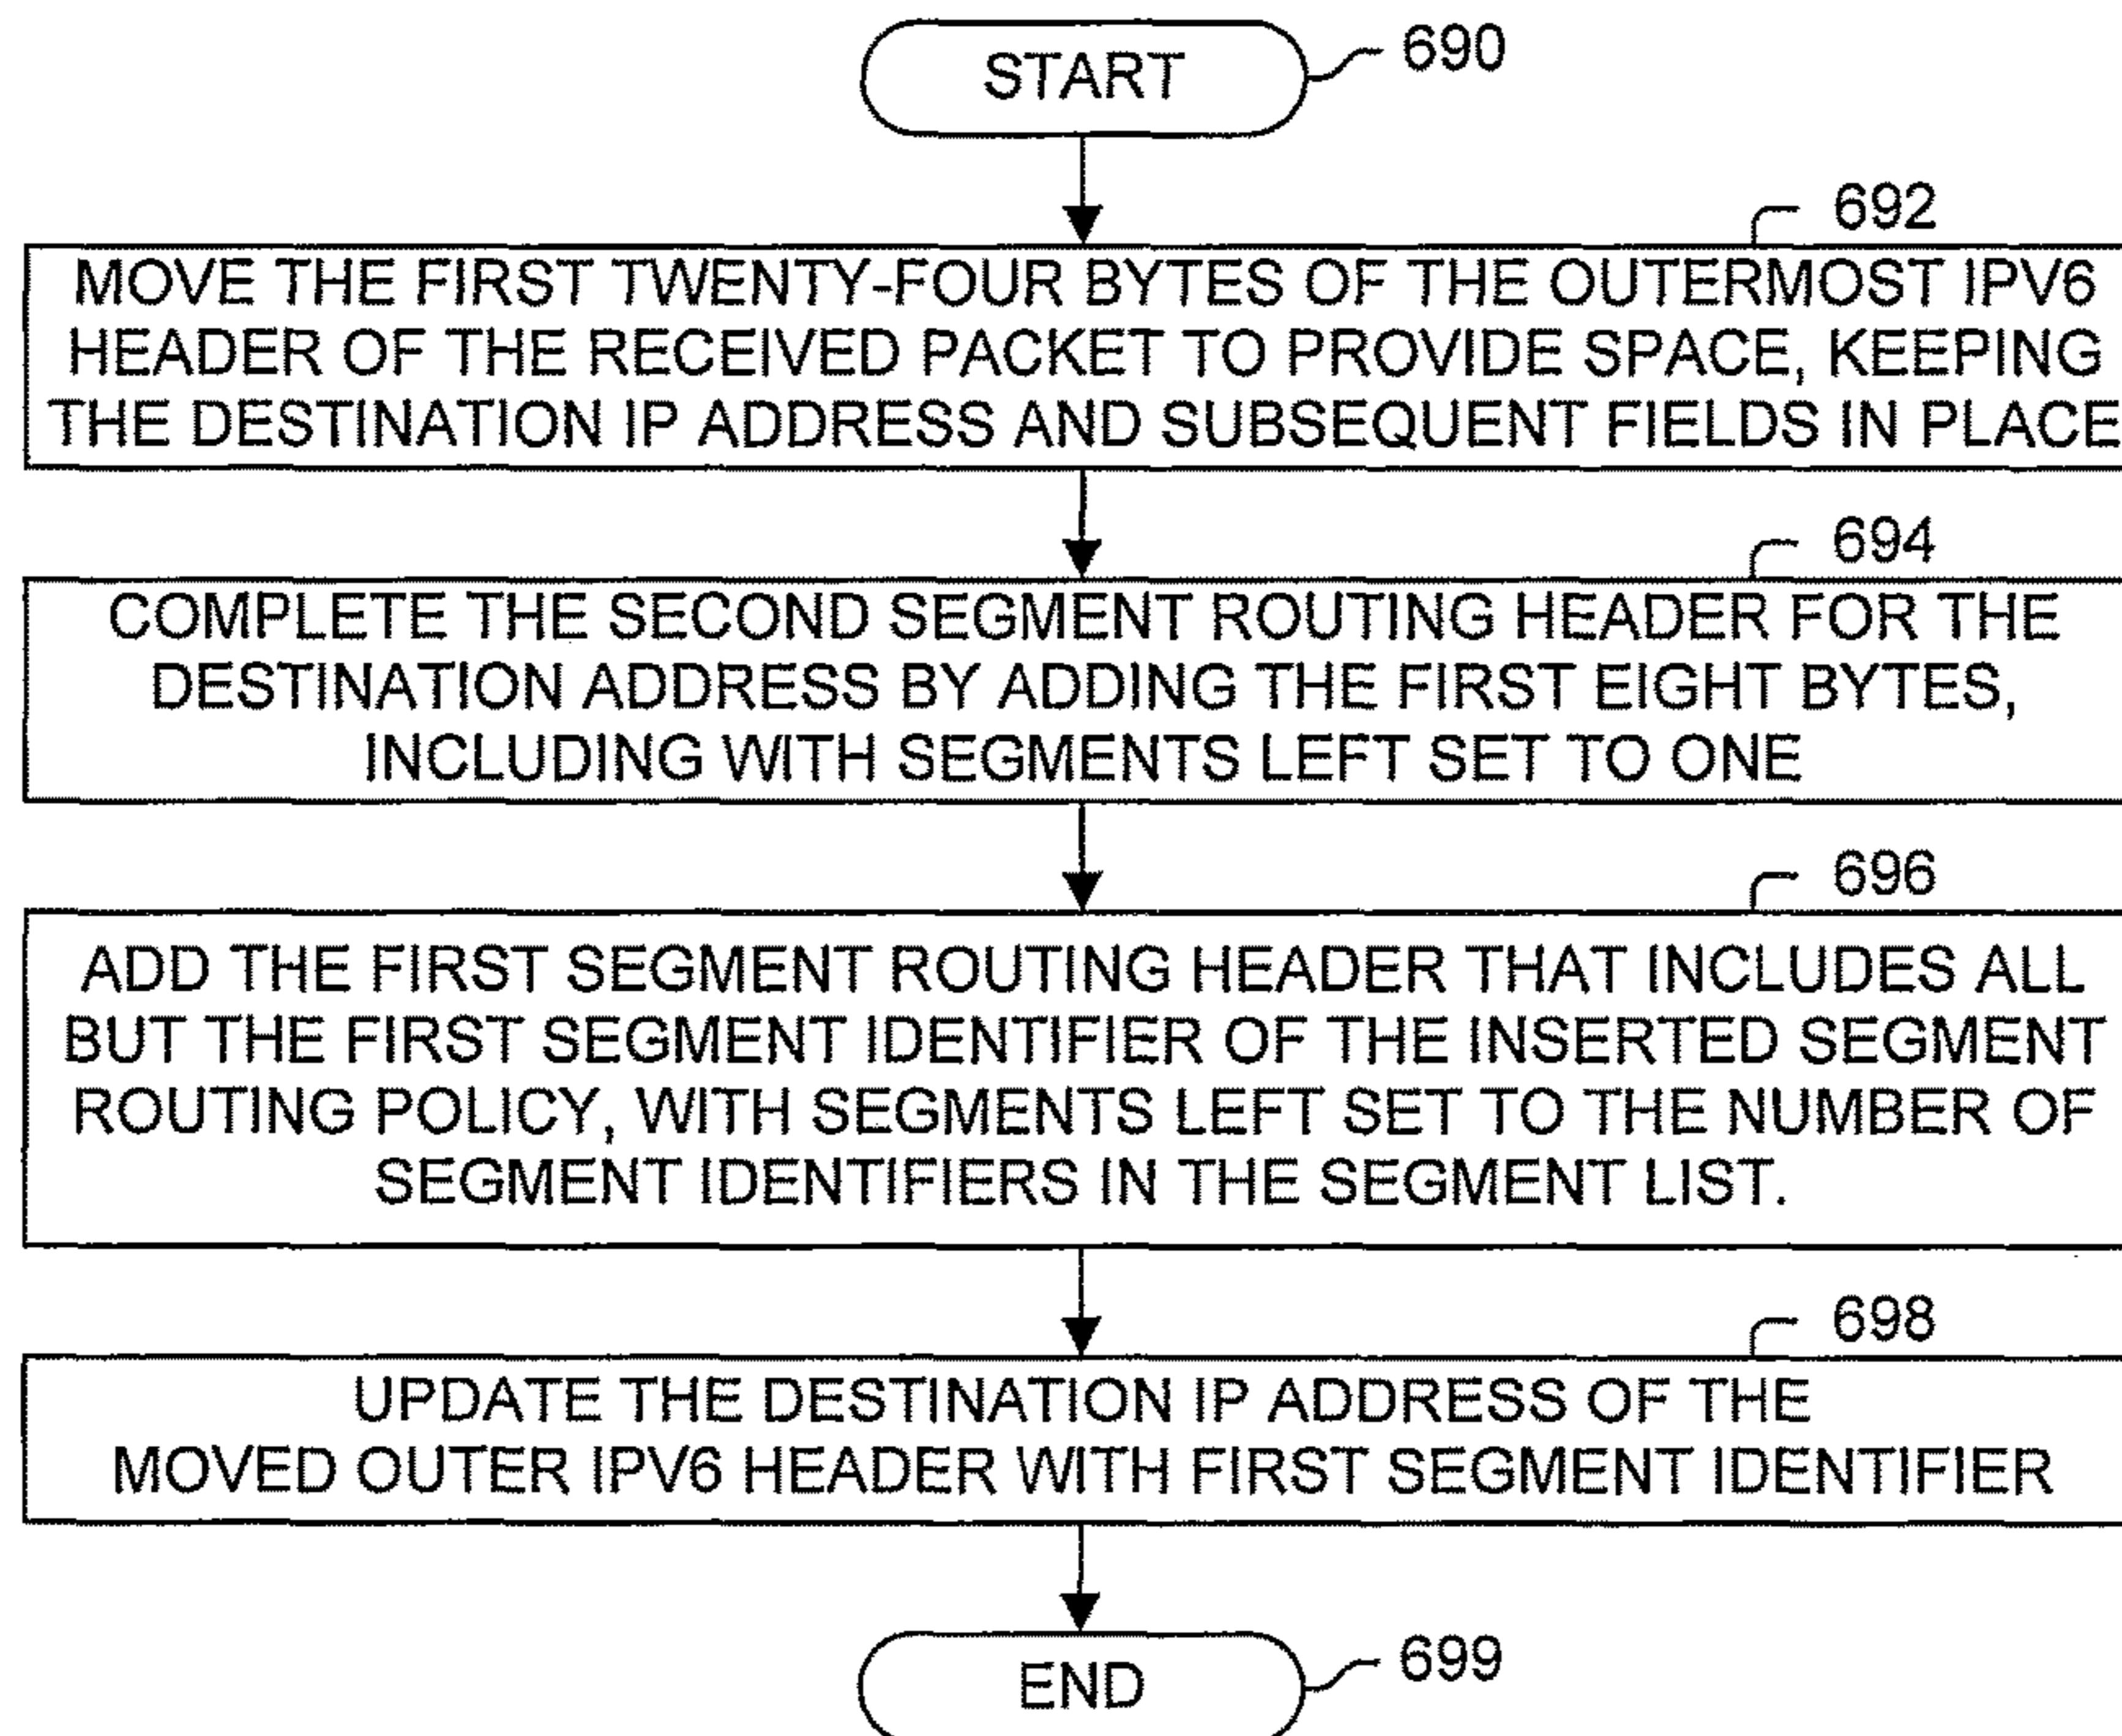 START
690
692
MOVE THE FIRST TWENTY-FOUR BYTES OF THE OUTERMOST IPV6
HEADER OF THE RECEIVED PACKET TO PROVIDE SPACE, KEEPING
THE DESTINATION IP ADDRESS AND SUBSEQUENT FIELDS IN PLACE
694
COMPLETE THE SECOND SEGMENT ROUTING HEADER FOR THE
DESTINATION ADDRESS BY ADDING THE FIRST EIGHT BYTES,
INCLUDING WITH SEGMENTS LEFT SET TO ONE
696
ADD THE FIRST SEGMENT ROUTING HEADER THAT INCLUDES ALL
BUT THE FIRST SEGMENT IDENTIFIER OF THE INSERTED SEGMENT
ROUTING POLICY, WITH SEGMENTS LEFT SET TO THE NUMBER OF
SEGMENT IDENTIFIERS IN THE SEGMENT LIST.
698
UPDATE THE DESTINATION IP ADDRESS OF THE
MOVED OUTER IPV6 HEADER WITH FIRST SEGMENT IDENTIFIER
END
699